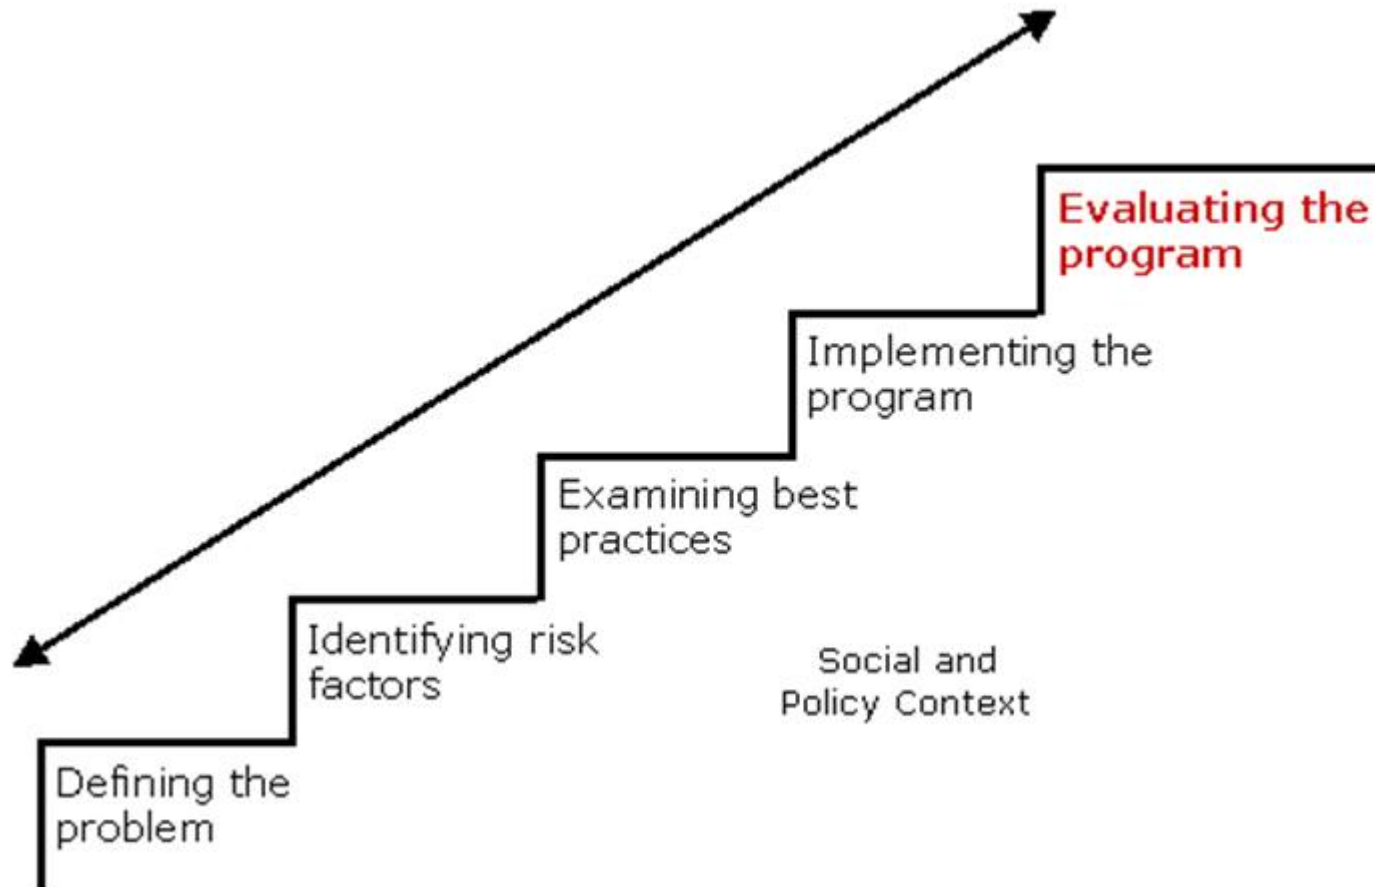 Evaluating the
program
Implementing the
program
Examining best
practices
Identifying risk
factors
Social and
Policy Context
Defining the
problem